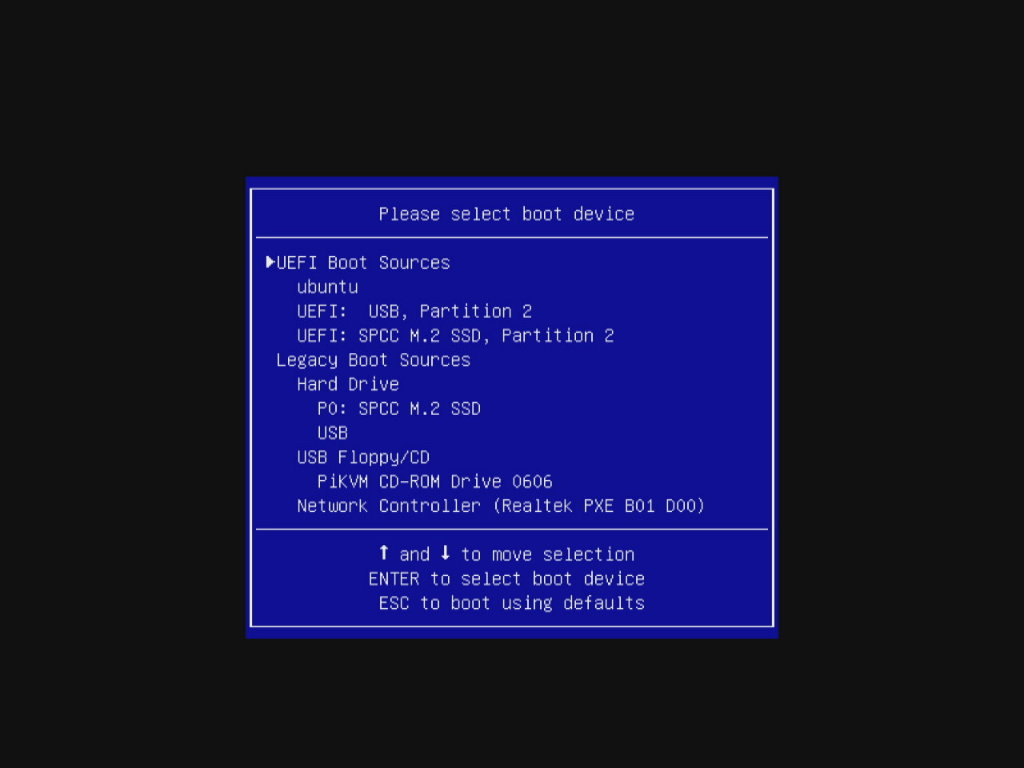 Please select boot device
UEFI Boot Sources
ubuntu
UEFI:  USB, Partition 2
UEFI: SPCC M.2 SSD, Partition 2
Legacy Boot Sources
Hard Drive
P0: SPCC M.2 SSD
USB
USB Floppy/CD
PiKVM CD-ROM Drive 0606
Network Controller (Realtek PXE B01 D00)
↑ and ↓ to move selection
ENTER to select boot device
ESC to boot using defaults